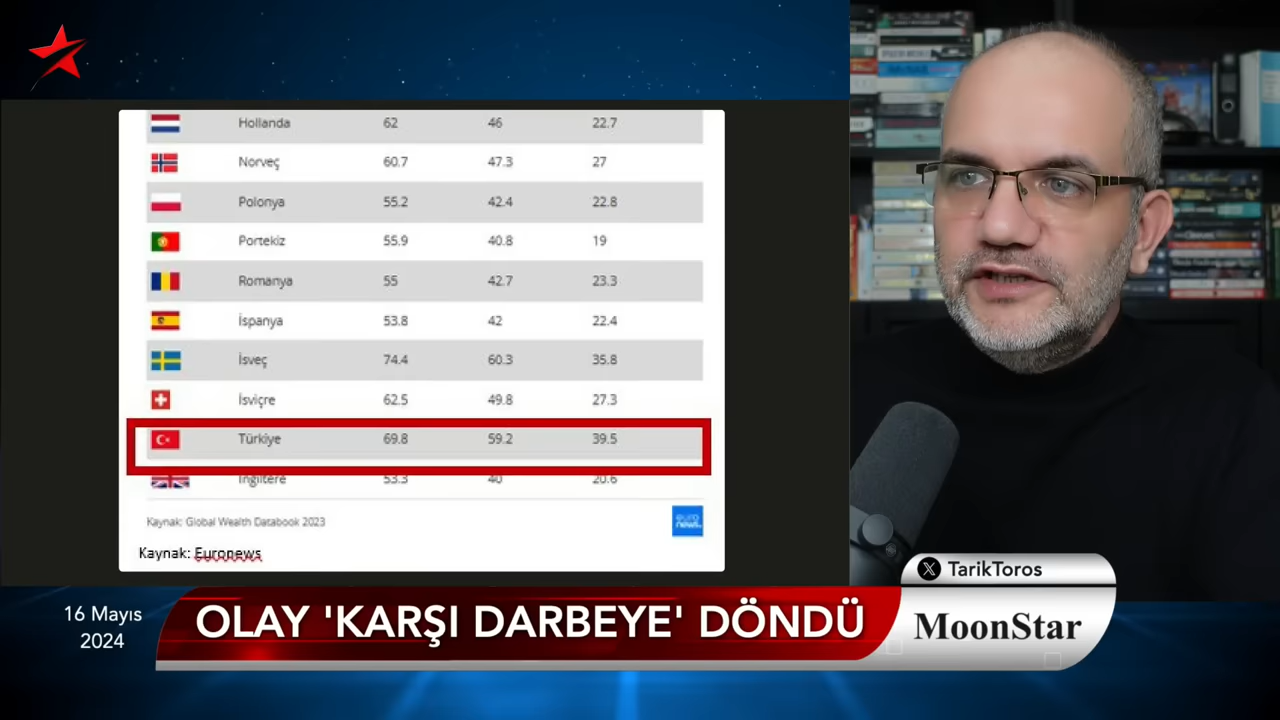 Hollanda 62 46 22.7
Norveç 60.7 47.3 27
Polonya 55.2 42.4 22.8
Portekiz 55.9 40.8 19
Romanya 55 42.7 23.3
İspanya 53.8 42 22.4
İsveç 74.4 60.3 35.8
İsviçre 62.5 49.8 27.3
Türkiye 69.8 59.2 39.5
İngiltere 53.3 40 20.6
Kaynak: Global Wealth Databook 2023
euro
news.
Kaynak: Euronews
TarikToros
16 Mayıs
2024
OLAY 'KARŞI DARBEYE' DÖNDÜ
MoonStar